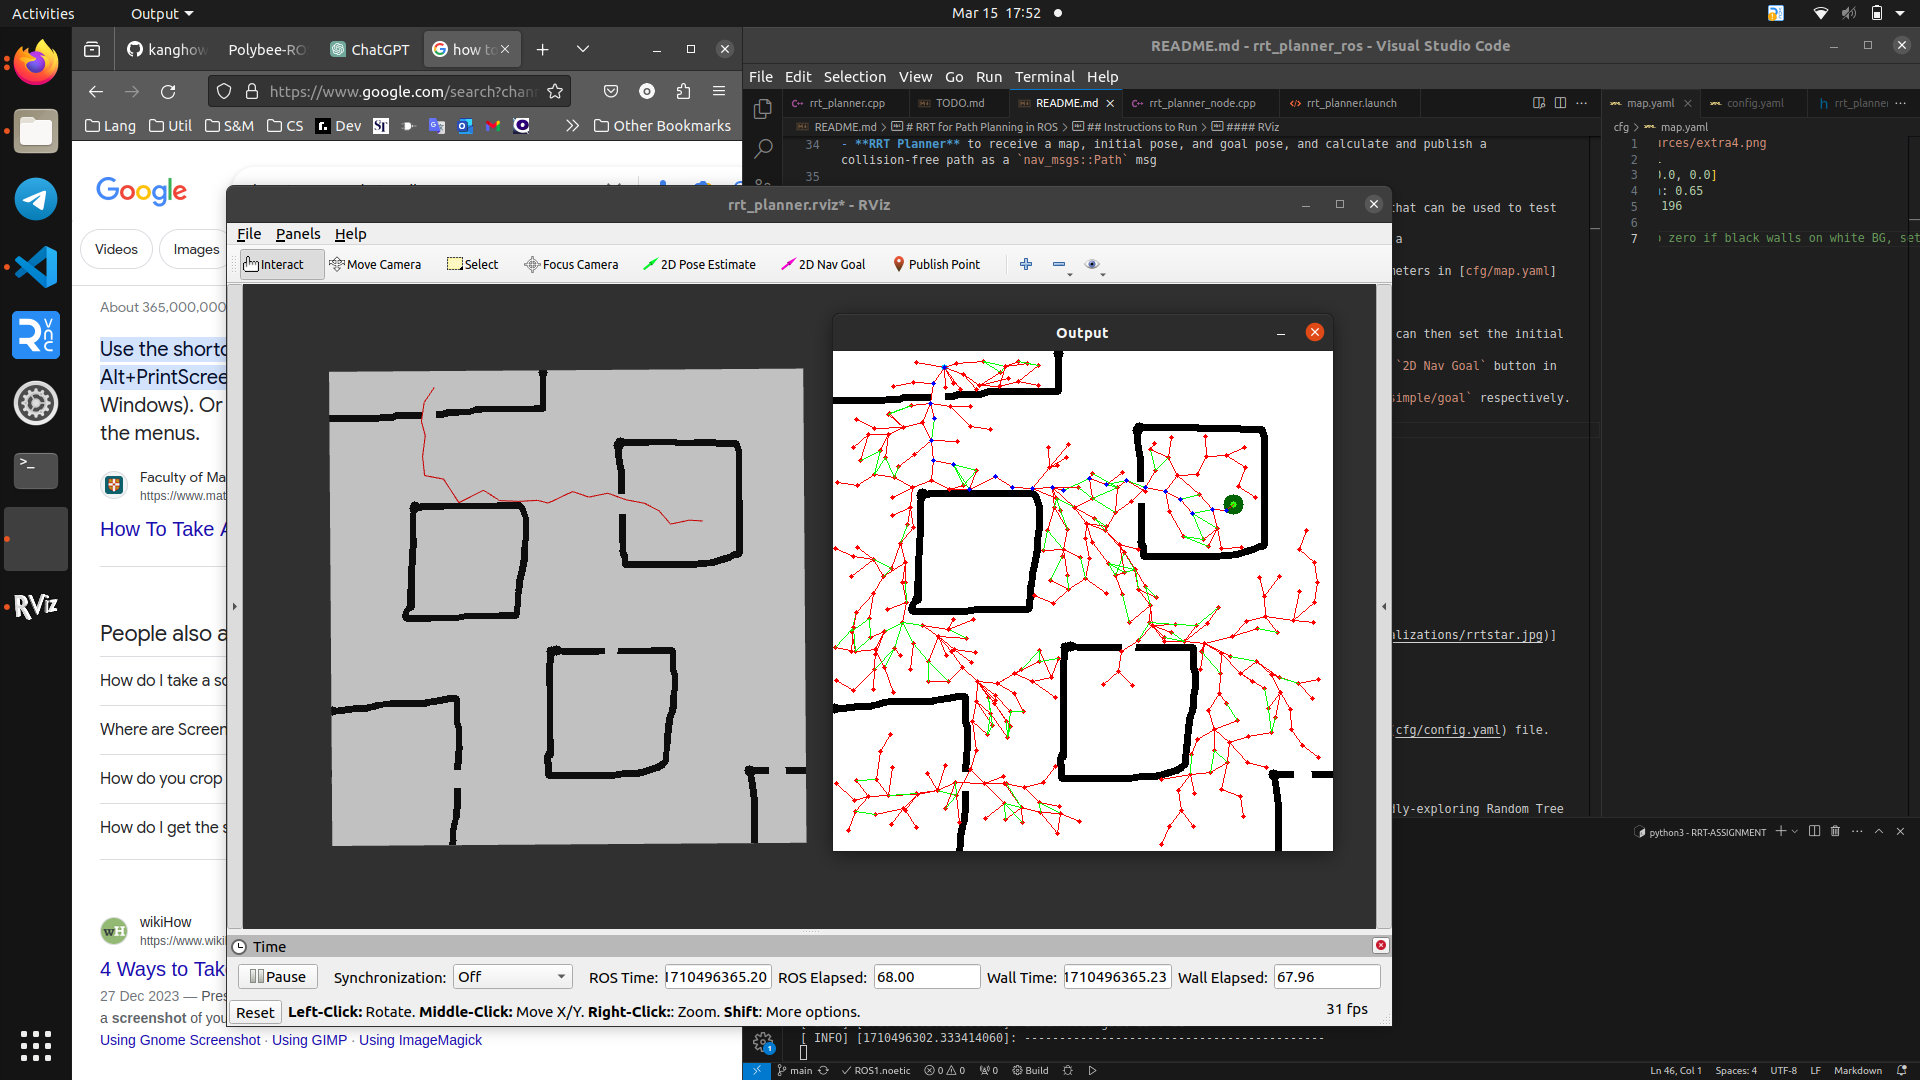 Activities
Output
Mar 15 17:52
kanghow
Polybee-RO
ChatGPT
how to
https://www.google.com/search?chann
Lang
Util
S&M
CS
Dev
Other Bookmarks
Google
Videos
Images
About 365,000,000
Use the shortc
Alt+PrintScree
Windows). Or
the menus.
Faculty of Ma
https://www.mat
How To Take A
People also a
How do I take a sc
Where are Screen
How do you crop
How do I get the s
wikiHow
https://www.wiki
4 Ways to Take
27 Dec 2023 — Pres
a screenshot of you
Using Gnome Screenshot · Using GIMP · Using ImageMagick
README.md - rrt_planner_ros - Visual Studio Code
File Edit Selection View Go Run Terminal Help
rrt_planner.cpp
TODO.md
README.md
rrt_planner_node.cpp
rrt_planner.launch
README.md > # RRT for Path Planning in ROS > ## Instructions to Run > #### RViz
34 - **RRT Planner** to receive a map, initial pose, and goal pose, and calculate and publish a
collision-free path as a `nav_msgs::Path` msg
35
hat can be used to test
a
meters in [cfg/map.yaml]
can then set the initial
`2D Nav Goal` button in
simple/goal` respectively.
alizations/rrtstar.jpg)]
cfg/config.yaml) file.
dly-exploring Random Tree
map.yaml
config.yaml
rrt_planner
cfg > map.yaml
1 urces/extra4.png
2
3 0.0, 0.0]
4 : 0.65
5 196
6
7 zero if black walls on white BG, set
python3 - RRT-ASSIGNMENT
[ INFO] [1710496302.333414060]: ------------------------------------------
main
ROS1.noetic
0 0
0
Build
Ln 46, Col 1
Spaces: 4
UTF-8
LF
Markdown
rrt_planner.rviz* - RViz
File Panels Help
Interact
Move Camera
Select
Focus Camera
2D Pose Estimate
2D Nav Goal
Publish Point
Output
Time
Pause
Synchronization: Off
ROS Time: 1710496365.20
ROS Elapsed: 68.00
Wall Time: 1710496365.23
Wall Elapsed: 67.96
Reset
Left-Click: Rotate. Middle-Click: Move X/Y. Right-Click:: Zoom. Shift: More options.
31 fps
RViz